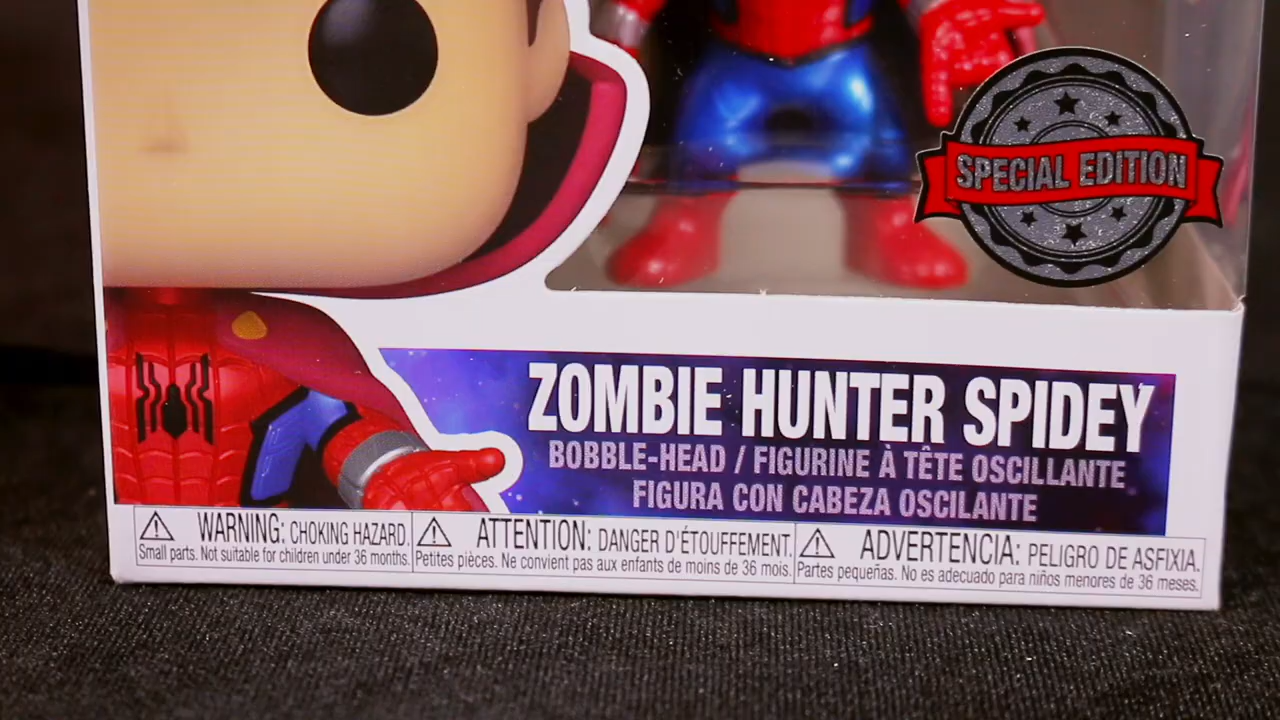 SPECIAL EDITION
ZOMBIE HUNTER SPIDEY
BOBBLE-HEAD / FIGURINE À TÊTE OSCILLANTE
FIGURA CON CABEZA OSCILANTE
WARNING: CHOKING HAZARD.
Small parts. Not suitable for children under 36 months.
ATTENTION: DANGER D'ÉTOUFFEMENT.
Petites pièces. Ne convient pas aux enfants de moins de 36 mois.
ADVERTENCIA: PELIGRO DE ASFIXIA.
Partes pequeñas. No es adecuado para niños menores de 36 meses.